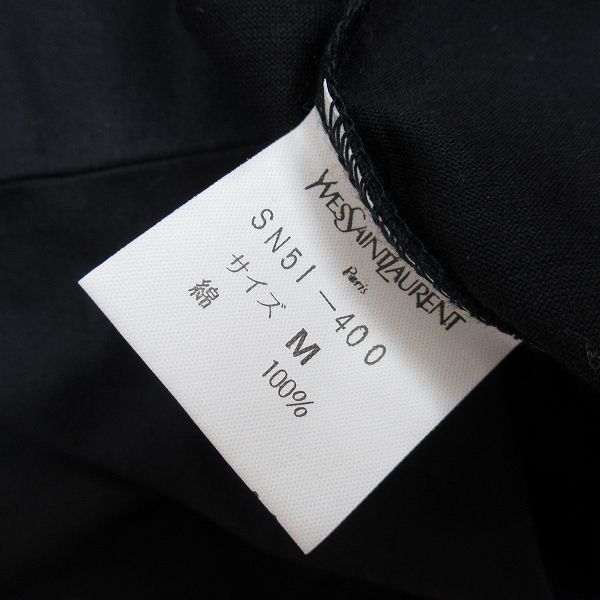 YVESSAINTLAURENT
Paris
SN51-400
サイズ M
綿 100%